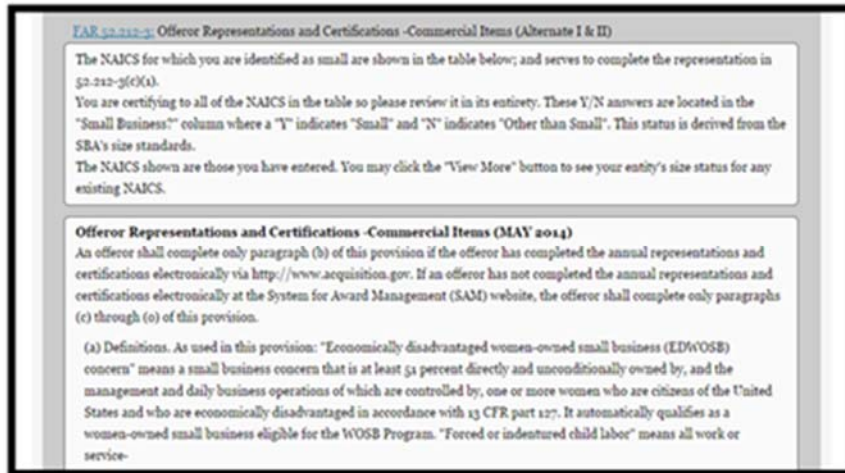 FAR 52.212-3: Offeror Representations and Certifications -Commercial Items (Alternate I & II)
The NAICS for which you are identified as small are shown in the table below; and serves to complete the representation in
52.212-3(c)(1).
You are certifying to all of the NAICS in the table so please review it in its entirety. These Y/N answers are located in the
"Small Business?" column where a "Y" indicates "Small" and "N" indicates "Other than Small". This status is derived from the
SBA's size standards.
The NAICS shown are those you have entered. You may click the "View More" button to see your entity's size status for any
existing NAICS.
Offeror Representations and Certifications -Commercial Items (MAY 2014)
An offeror shall complete only paragraph (b) of this provision if the offeror has completed the annual representations and
certifications electronically via http://www.acquisition.gov. If an offeror has not completed the annual representations and
certifications electronically at the System for Award Management (SAM) website, the offeror shall complete only paragraphs
(c) through (o) of this provision.
(a) Definitions. As used in this provision: "Economically disadvantaged women-owned small business (EDWOSB)
concern" means a small business concern that is at least 51 percent directly and unconditionally owned by, and the
management and daily business operations of which are controlled by, one or more women who are citizens of the United
States and who are economically disadvantaged in accordance with 13 CFR part 127. It automatically qualifies as a
women-owned small business eligible for the WOSB Program. "Forced or indentured child labor" means all work or
service-